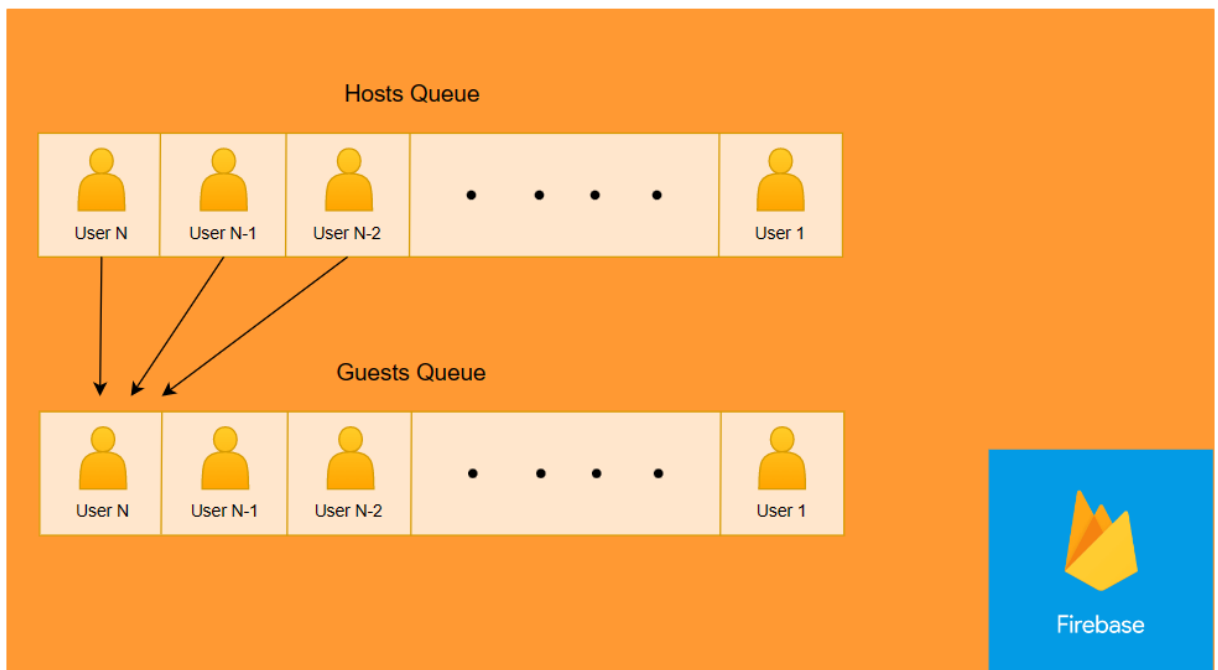 Hosts Queue
User N
User N-1
User N-2
User 1
Guests Queue
User N
User N-1
User N-2
User 1
Firebase